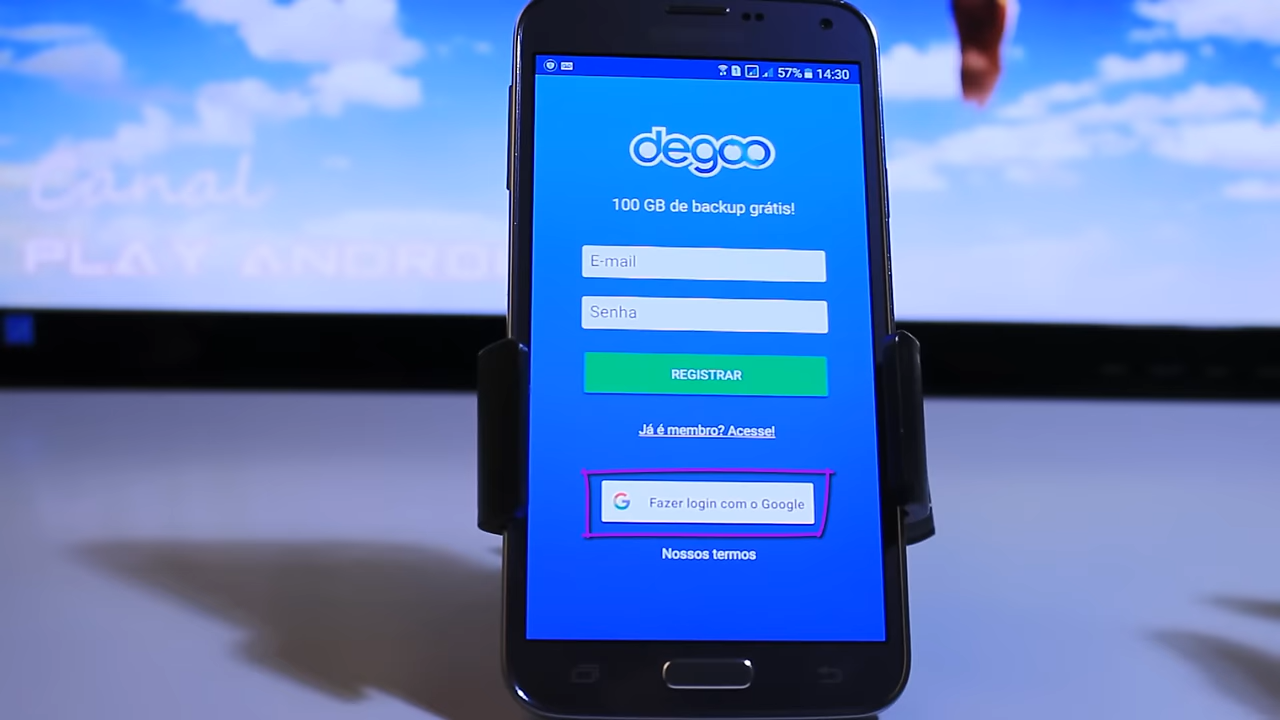 57% 14:30
degoo
100 GB de backup grátis!
E-mail
Senha
REGISTRAR
Já é membro? Acesse!
Fazer login com o Google
Nossos termos
Canal
PLAY ANDRO